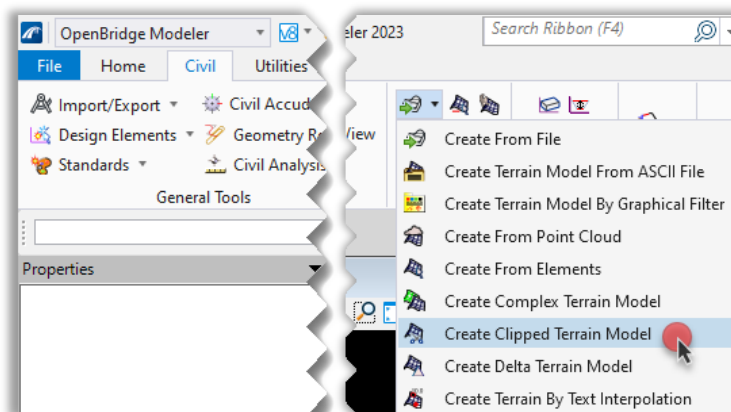 OpenBridge Modeler
V8
eler 2023
Search Ribbon (F4)
File Home Civil Utilities
Import/Export Civil Accud
Design Elements Geometry Re
View
Standards Civil Analysis
General Tools
Properties
Create From File
Create Terrain Model From ASCII File
Create Terrain Model By Graphical Filter
Create From Point Cloud
Create From Elements
Create Complex Terrain Model
Create Clipped Terrain Model
Create Delta Terrain Model
Create Terrain By Text Interpolation